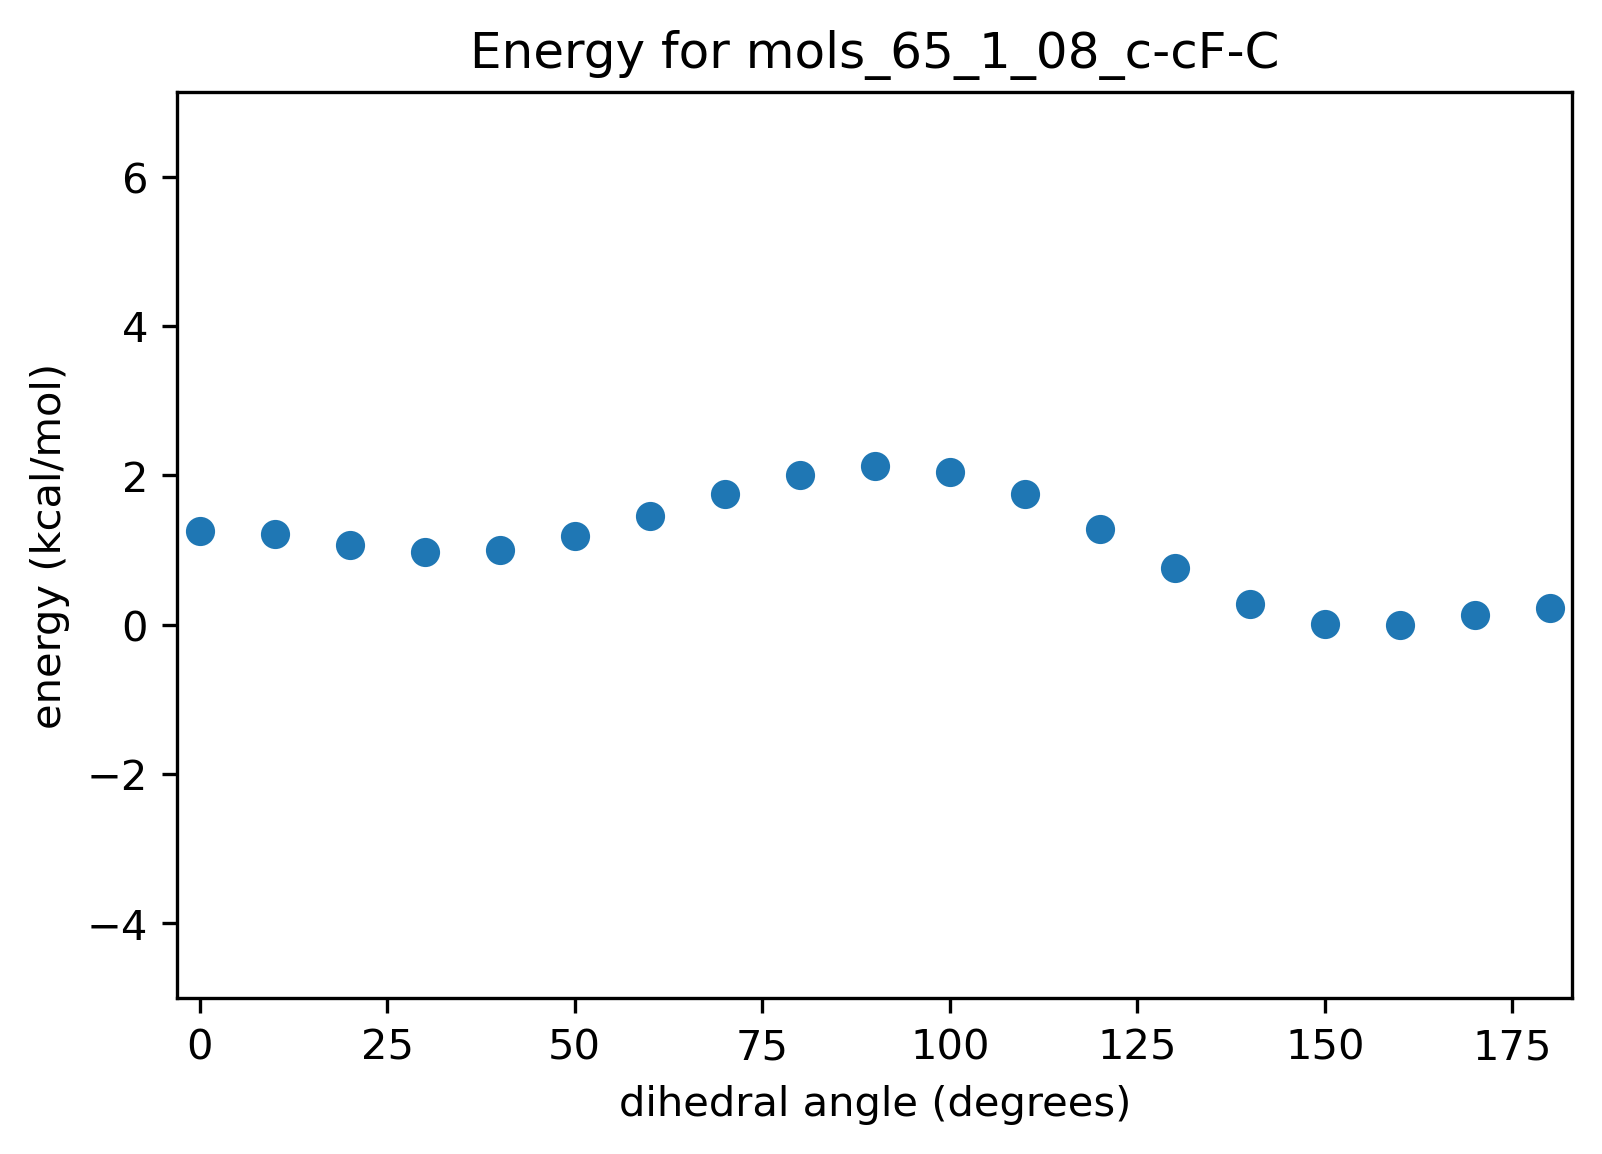 Energy for mols_65_1_08_c-cF-C
6
4
2
0
−2
−4
energy (kcal/mol)
0 25 50 75 100 125 150 175
dihedral angle (degrees)